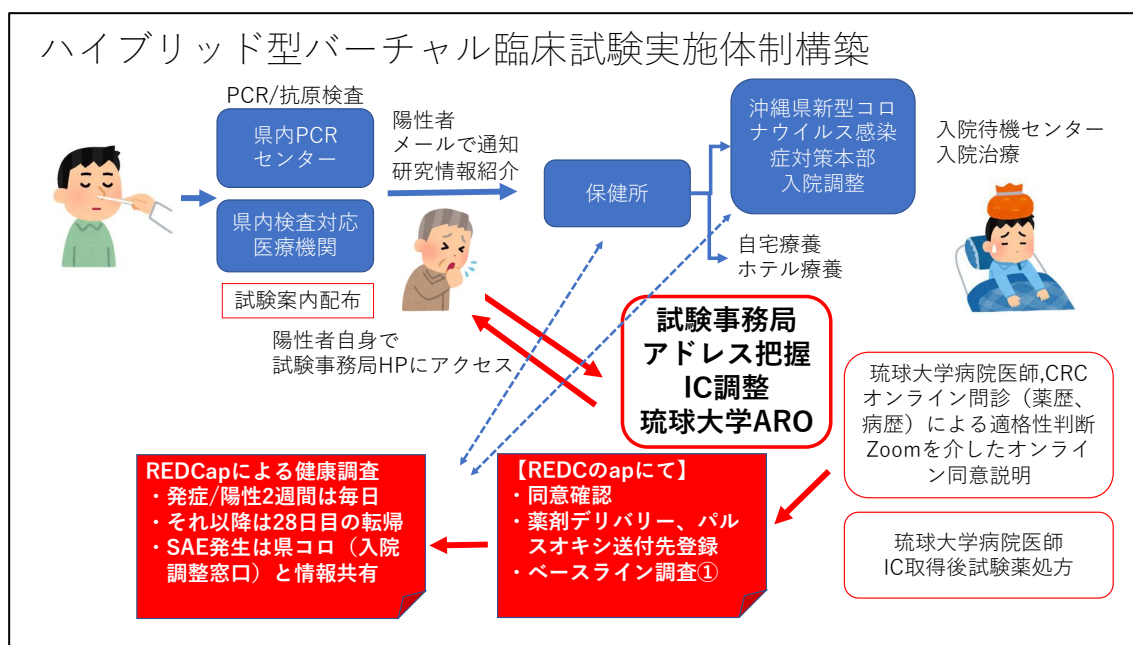 ハイブリッド型バーチャル臨床試験実施体制構築
PCR/抗原検査
県内PCR
センター
県内検査対応
医療機関
試験案内配布
陽性者
メールで通知
研究情報紹介
保健所
沖縄県新型コロ
ナウイルス感染
症対策本部
入院調整
入院待機センター
入院治療
自宅療養
ホテル療養
陽性者自身で
試験事務局HPにアクセス
試験事務局
アドレス把握
IC調整
琉球大学ARO
琉球大学病院医師,CRC
オンライン問診(薬歴、
病歴)による適格性判断
Zoomを介したオンライ
ン同意説明
琉球大学病院医師
IC取得後試験薬処方
【REDCのapにて】
・同意確認
・薬剤デリバリー、パル
スオキシ送付先登録
・ベースライン調査①
REDCapによる健康調査
・発症/陽性2週間は毎日
・それ以降は28日目の転帰
・SAE発生は県コロ(入院
調整窓口)と情報共有